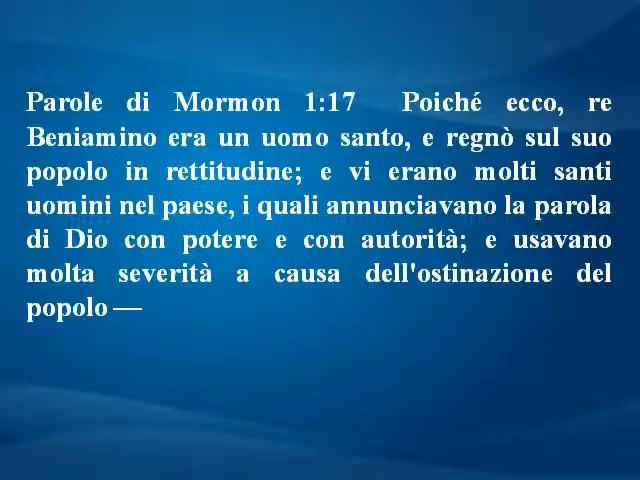 Parole di Mormon 1:17 Poiché ecco, re
Beniamino era un uomo santo, e regnò sul suo
popolo in rettitudine; e vi erano molti santi
uomini nel paese, i quali annunciavano la parola
di Dio con potere e con autorità; e usavano
molta severità a causa dell'ostinazione del
popolo —